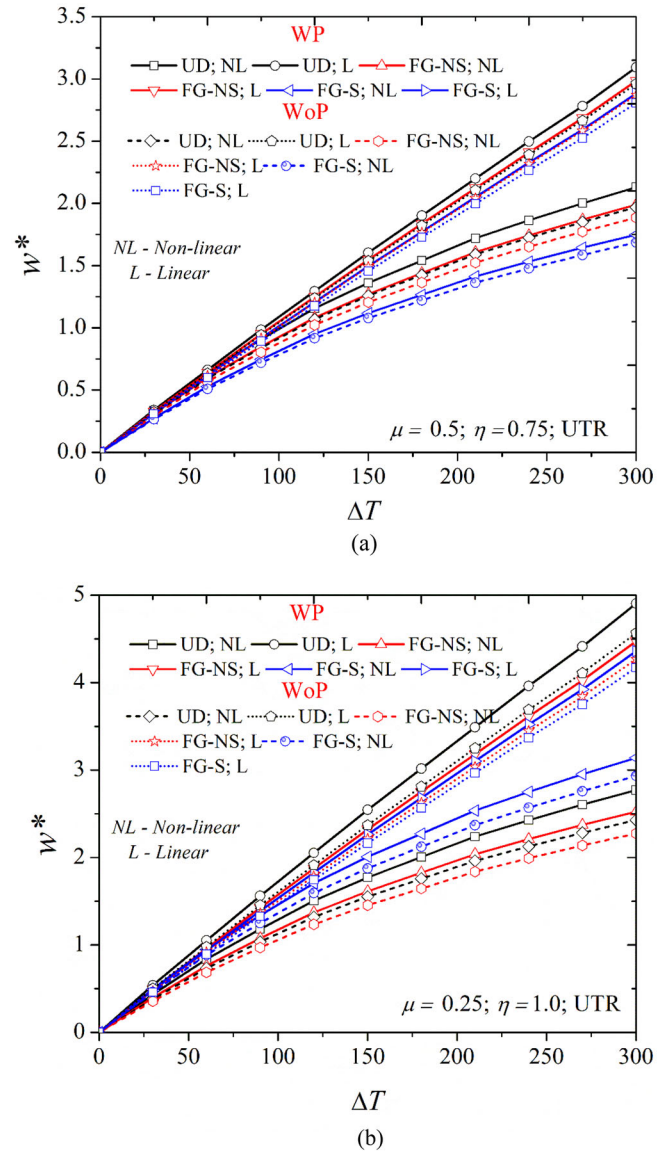 3.5
3.0
2.5
2.0
1.5
1.0
0.5
0.0
w*
WP
UD; NL UD; L FG-NS; NL
FG-NS; L FG-S; NL FG-S; L
WoP
UD; NL UD; L FG-NS; NL
FG-NS; L FG-S; NL
FG-S; L
NL - Non-linear
L - Linear
μ = 0.5; η = 0.75; UTR
0 50 100 150 200 250 300
ΔT
(a)
5
4
3
2
1
0
w*
WP
UD; NL UD; L FG-NS; NL
FG-NS; L FG-S; NL FG-S; L
WoP
UD; NL UD; L FG-NS; NL
FG-NS; L FG-S; NL
FG-S; L
NL - Non-linear
L - Linear
μ = 0.25; η = 1.0; UTR
0 50 100 150 200 250 300
ΔT
(b)